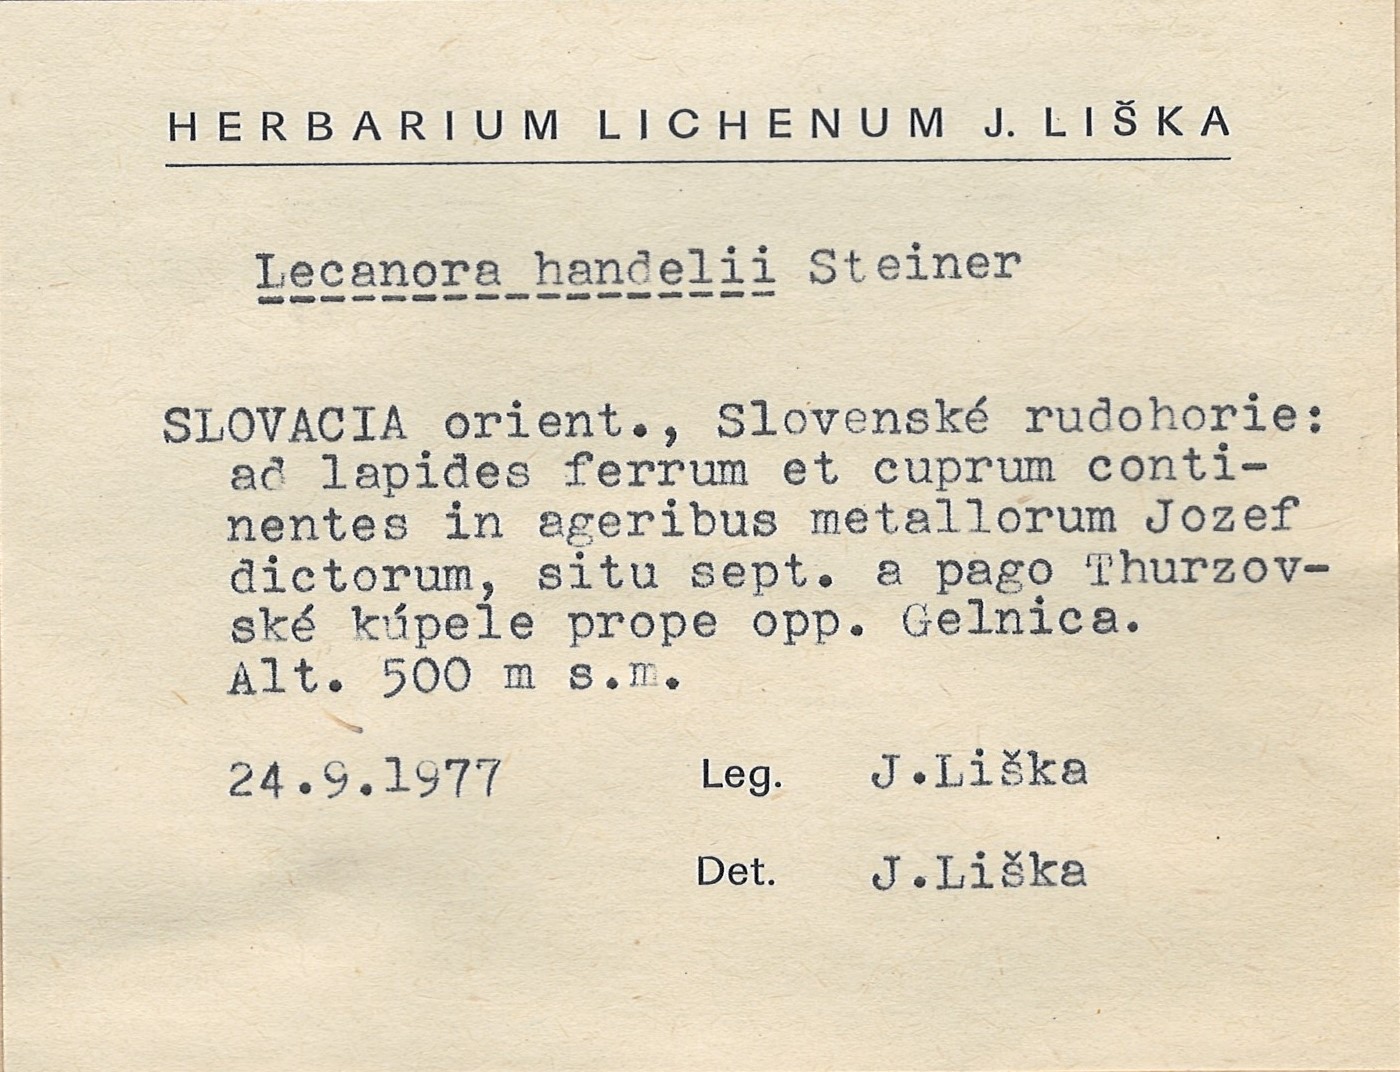 HERBARIUM LICHENUM J. LIŠKA
Lecanora handelii Steiner
SLOVACIA orient., Slovenské rudohorie:
ad lapides ferrum et cuprum conti-
nentes in ageribus metallorum Jozef
dictorum, situ sept. a pago Thurzov-
ské kúpele prope opp. Gelnica.
Alt. 500 m s.m.
24.9.1977 Leg. J.Liška
Det. J.Liška